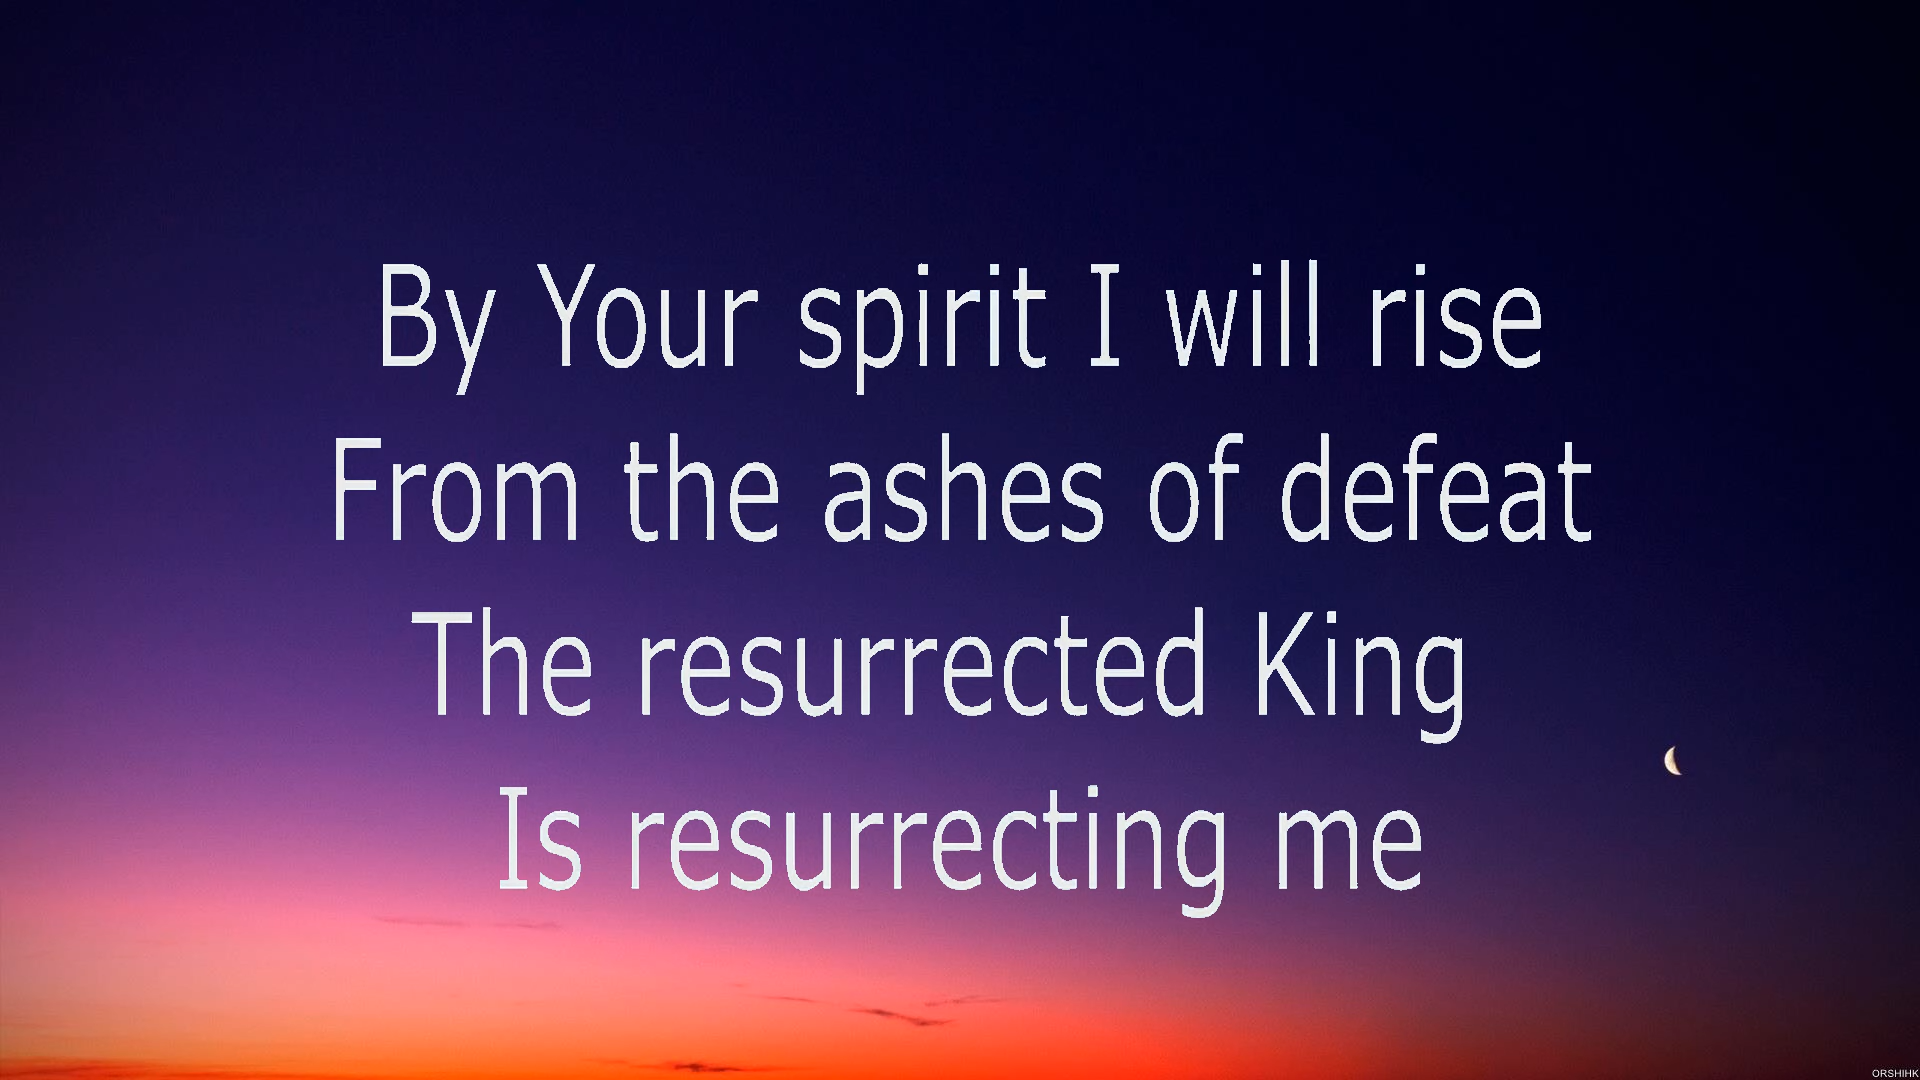 By Your spirit I will rise
From the ashes of defeat
The resurrected King
Is resurrecting me
ORSHIHK